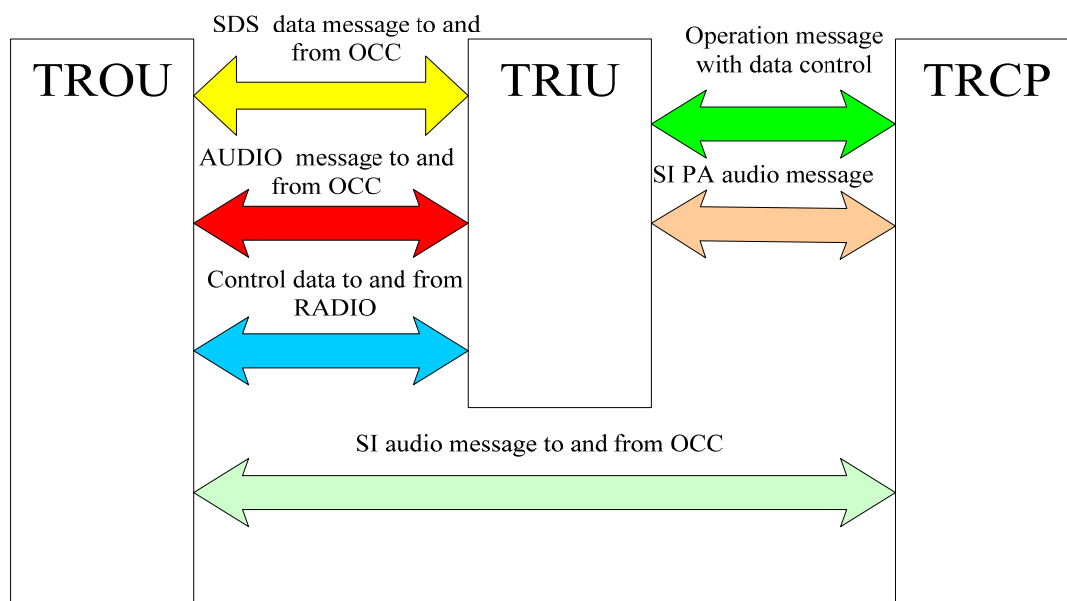 TROU
SDS data message to and
from OCC
AUDIO message to and
from OCC
Control data to and from
RADIO
TRIU
Operation message
with data control
SI PA audio message
TRCP
SI audio message to and from OCC